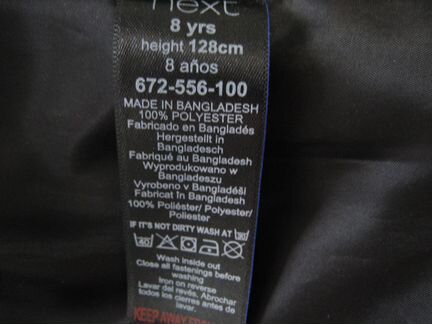 next
8 yrs
height 128cm
8 años
672-556-100
MADE IN BANGLADESH
100% POLYESTER
Fabricado en Bangladés
Hergestellt in
Bangladesch
Fabriqué au Bangladesh
Wyprodukowano w
Bangladeszu
Vyrobeno v Bangladéši
Fabricat în Bangladesh
100% Poliéster/ Polyester/
Poliester
IF IT'S NOT DIRTY WASH AT 30
40
Wash inside out
Close all fastenings before
washing
Iron on reverse
Lavar del revés. Abrochar
todos los cierres antes de
lavar.
KEEP AWAY